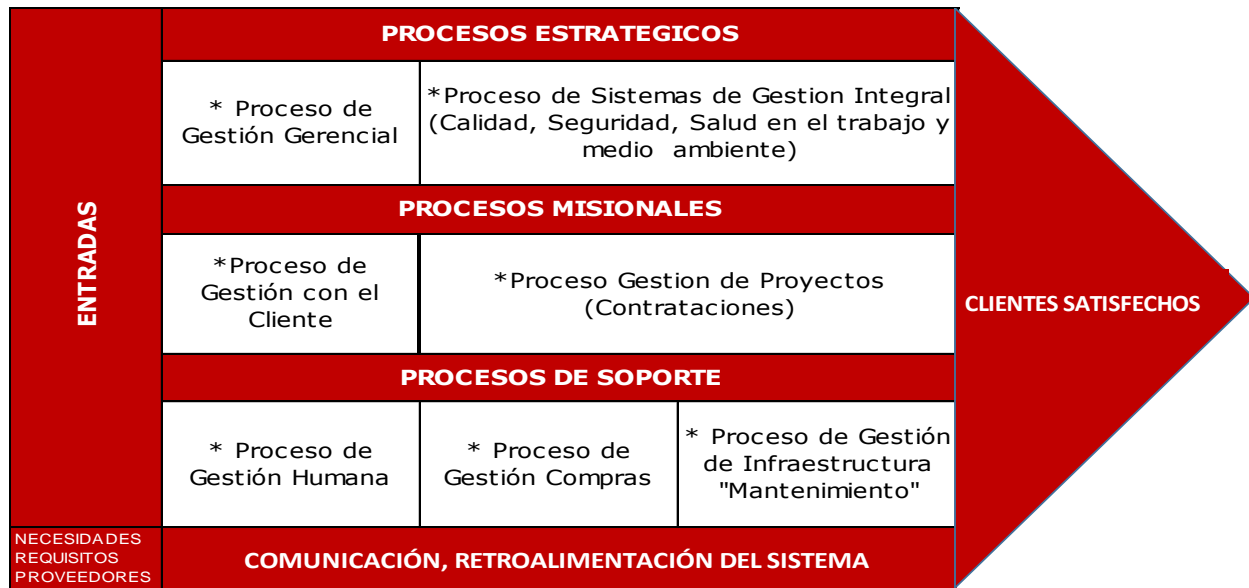 PROCESOS ESTRATEGICOS
* Proceso de
Gestión Gerencial
*Proceso de Sistemas de Gestion Integral
(Calidad, Seguridad, Salud en el trabajo y
medio ambiente)
ENTRADAS
PROCESOS MISIONALES
*Proceso de
Gestión con el
Cliente
*Proceso Gestion de Proyectos
(Contrataciones)
CLIENTES SATISFECHOS
PROCESOS DE SOPORTE
* Proceso de
Gestión Humana
* Proceso de
Gestión Compras
* Proceso de Gestión
de Infraestructura
"Mantenimiento"
NECESIDADES
REQUISITOS
PROVEEDORES
COMUNICACIÓN, RETROALIMENTACIÓN DEL SISTEMA